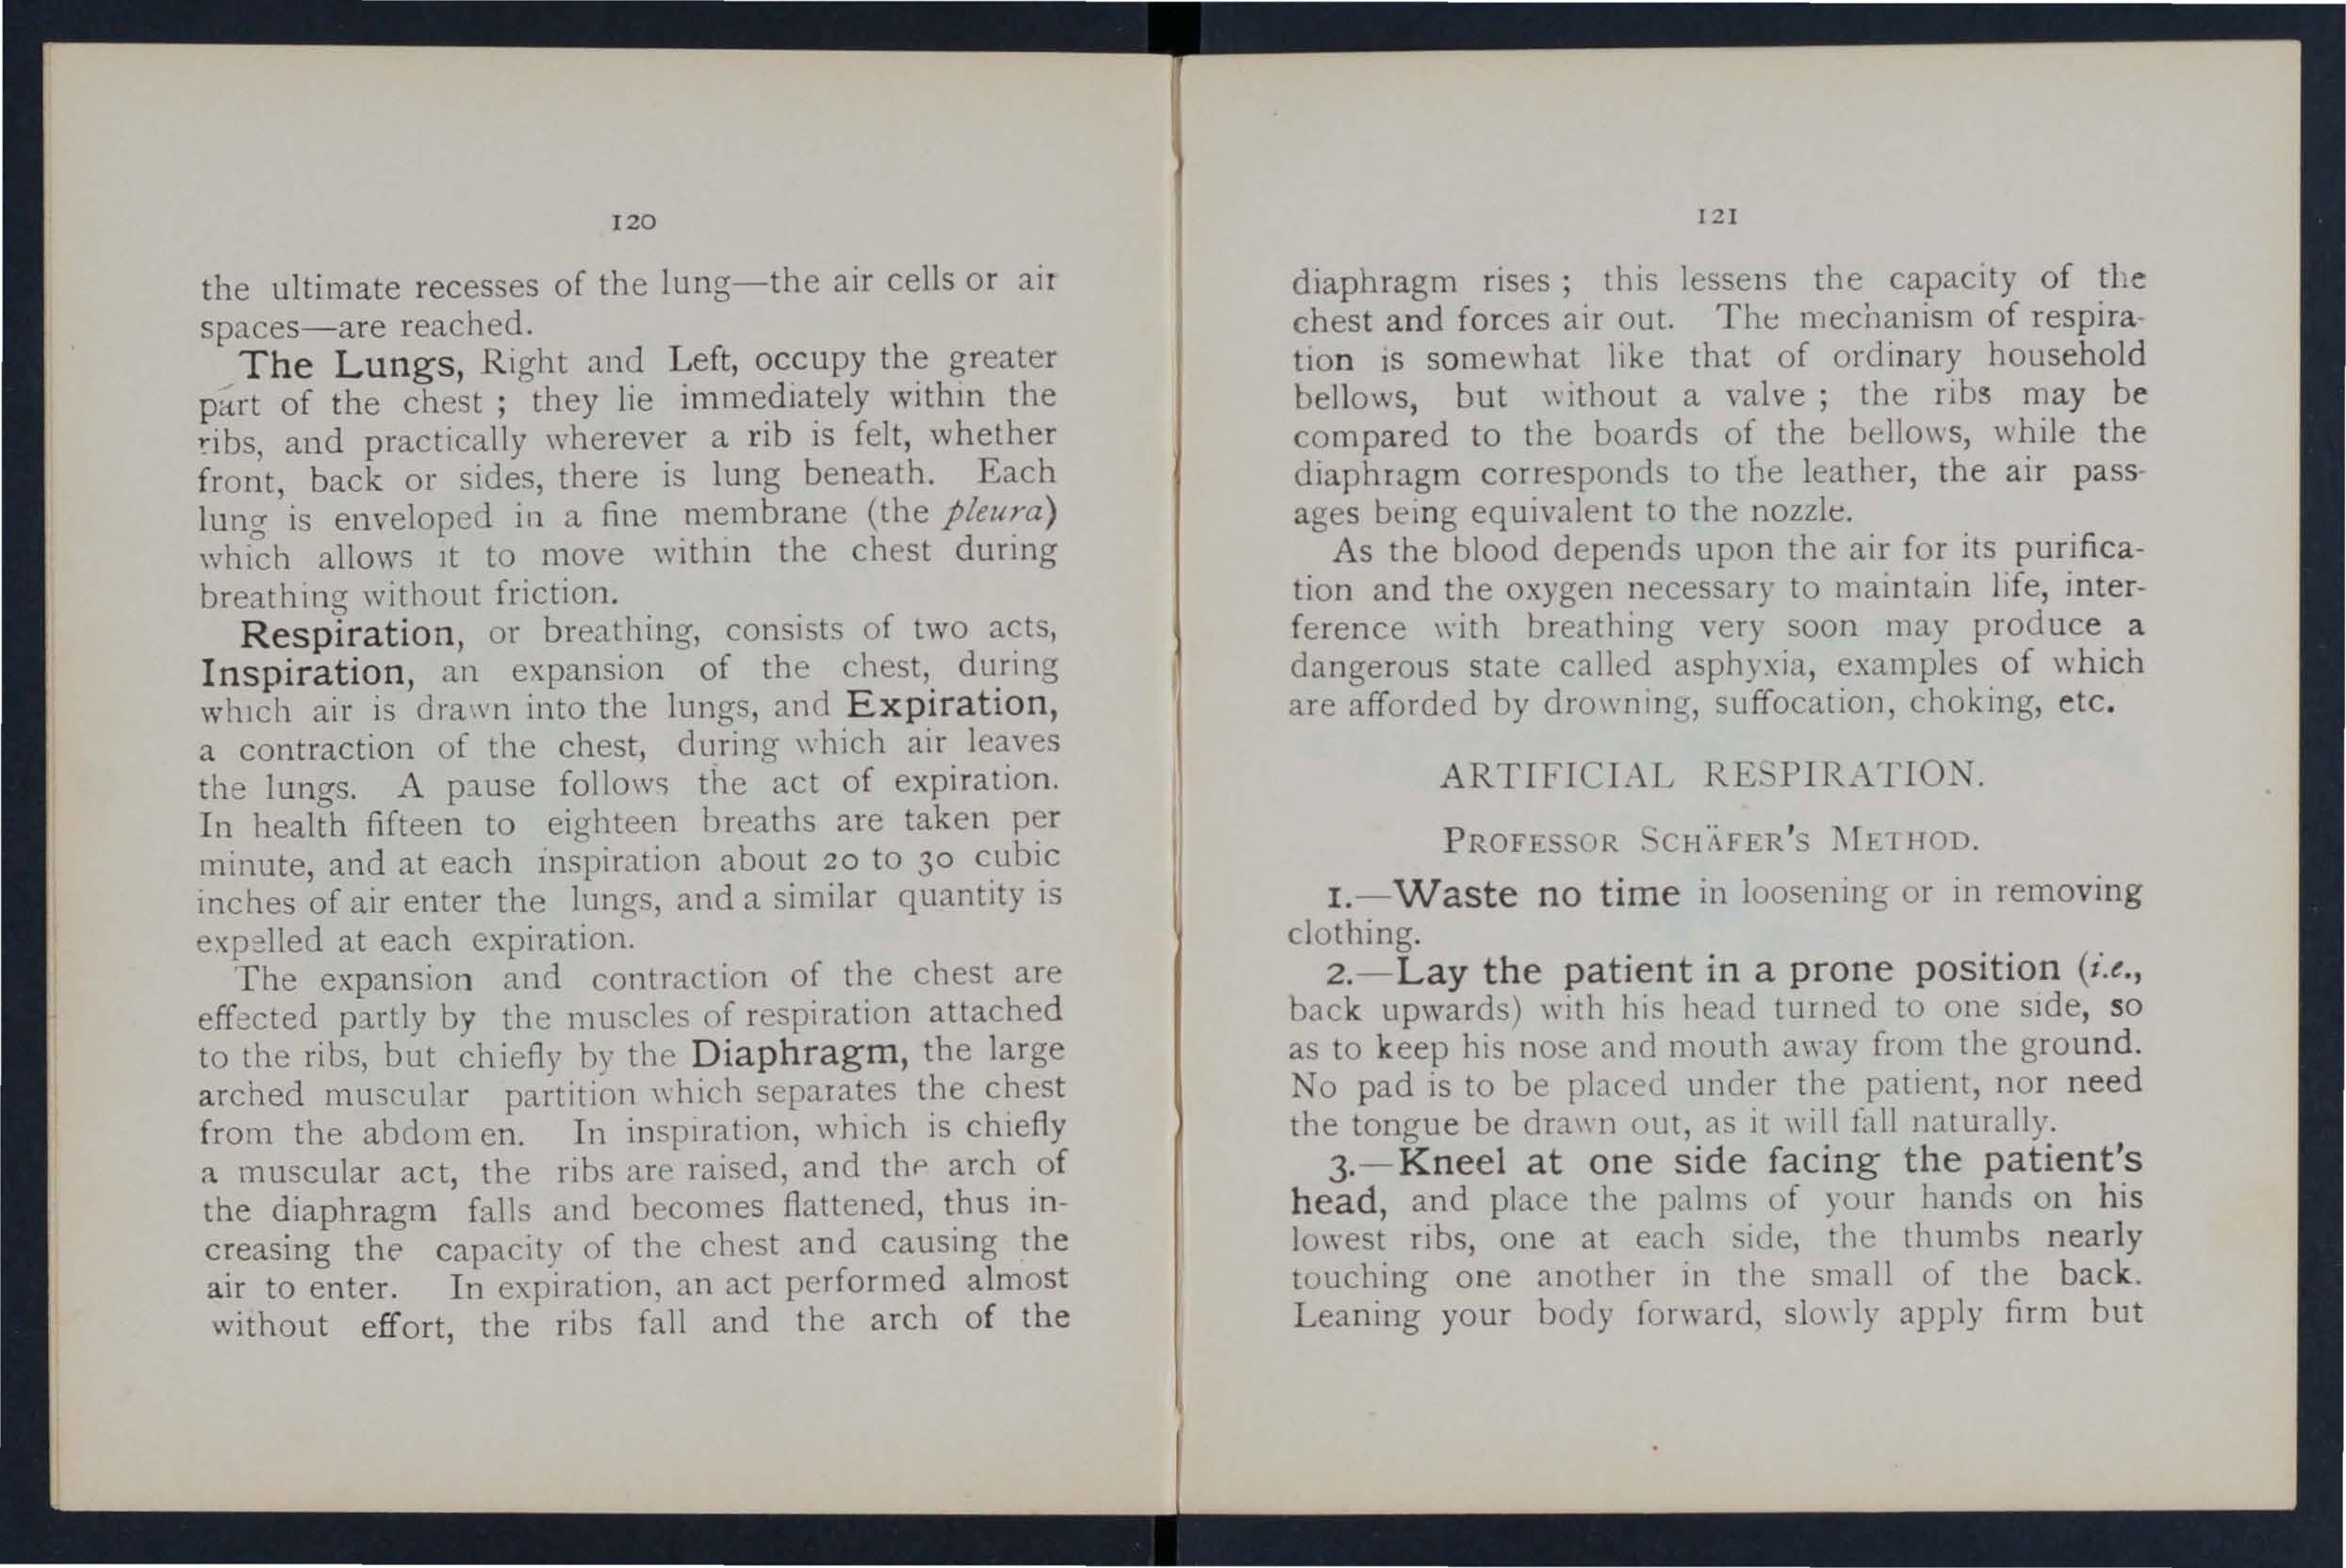 120
the ultimate recesses of the lung—the air cells or air
spaces—are reached.
The Lungs, Right and Left, occupy the greater
part of the chest ; they lie immediately within the
ribs, and practically wherever a rib is felt, whether
front, back or sides, there is lung beneath. Each
lung is enveloped in a fine membrane (the pleura)
which allows it to move within the chest during
breathing without friction.
Respiration, or breathing, consists of two acts,
Inspiration, an expansion of the chest, during
which air is drawn into the lungs, and Expiration,
a contraction of the chest, during which air leaves
the lungs. A pause follows the act of expiration.
In health fifteen to eighteen breaths are taken per
minute, and at each inspiration about 20 to 30 cubic
inches of air enter the lungs, and a similar quantity is
expelled at each expiration.
The expansion and contraction of the chest are
effected partly by the muscles of respiration attached
to the ribs, but chiefly by the Diaphragm, the large
arched muscular partition which separates the chest
from the abdom en. In inspiration, which is chiefly
a muscular act, the ribs are raised, and the arch of
the diaphragm falls and becomes flattened, thus in-
creasing the capacity of the chest and causing the
air to enter. In expiration, an act performed almost
without effort, the ribs fall and the arch of the
121
diaphragm rises ; this lessens the capacity of the
chest and forces air out. The mechanism of respira-
tion is somewhat like that of ordinary household
bellows, but without a valve ; the ribs may be
compared to the boards of the bellows, while the
diaphragm corresponds to the leather, the air pass-
ages being equivalent to the nozzle.
As the blood depends upon the air for its purifica-
tion and the oxygen necessary to maintain life, inter-
ference with breathing very soon may produce a
dangerous state called asphyxia, examples of which
are afforded by drowning, suffocation, choking, etc.
ARTIFICIAL RESPIRATION.
PROFESSOR SCHÄFER'S METHOD.
1.—Waste no time in loosening or in removing
clothing.
2.—Lay the patient in a prone position (i.e.,
back upwards) with his head turned to one side, so
as to keep his nose and mouth away from the ground.
No pad is to be placed under the patient, nor need
the tongue be drawn out, as it will fall naturally.
3.—Kneel at one side facing the patient's
head, and place the palms of your hands on his
lowest ribs, one at each side, the thumbs nearly
touching one another in the small of the back.
Leaning your body forward, slowly apply firm but